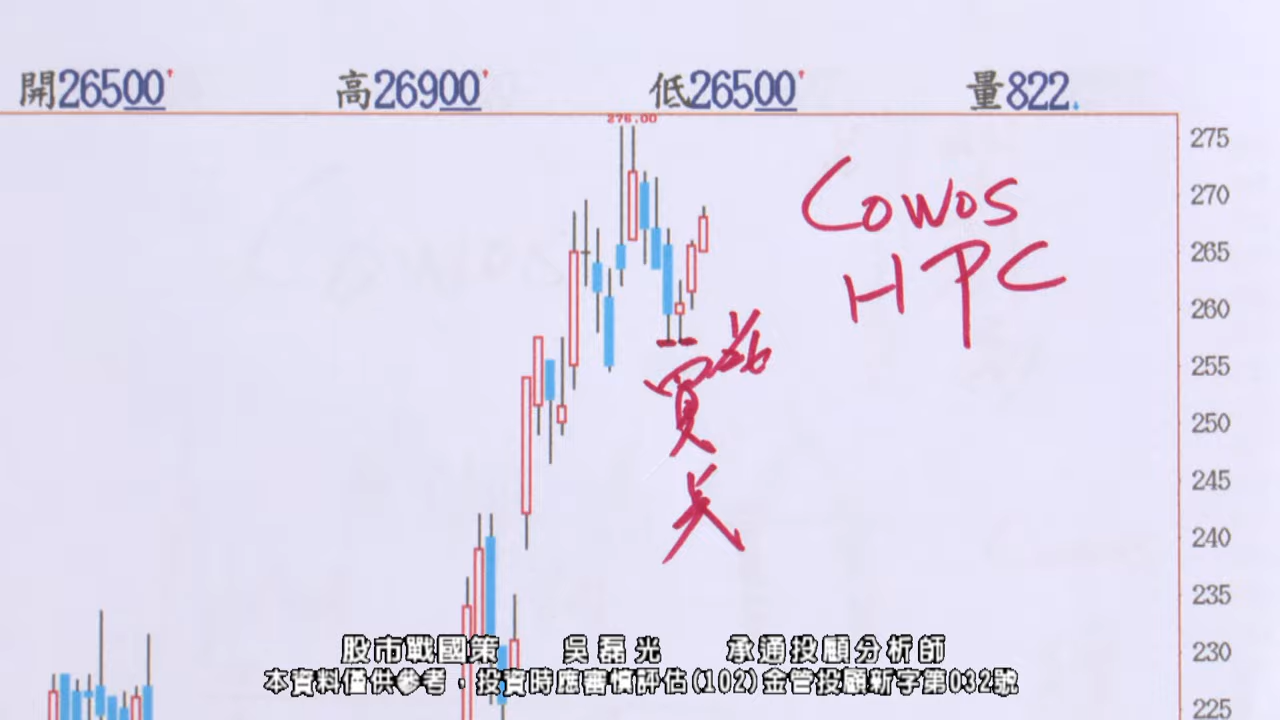 開26500 高26900 低26500 量822
276.00
275
270
265
260
255
250
245
240
235
230
225
CoWoS
HPC
買
股市戰國策 吳磊光 承通投顧分析師
本資料僅供參考，投資時應審慎評估(102)金管投顧新字第032號